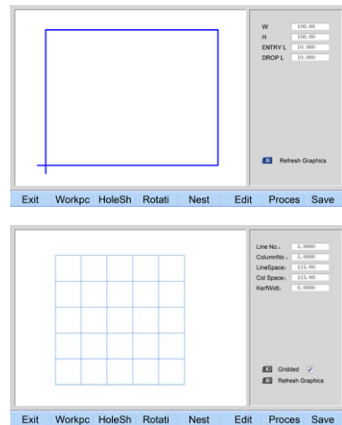 W 100.00
H 100.00
ENTRY L 10.000
DROP L 10.000
Refresh Graphics
Exit Workpc HoleSh Rotati Nest Edit Proces Save
Line No.: 5.0000
ColumnNo.: 5.0000
LineSpace: 115.00
Col Space: 115.00
KerfWidt: 6.0000
Gridded
Refresh Graphics
Exit Workpc HoleSh Rotati Nest Edit Proces Save